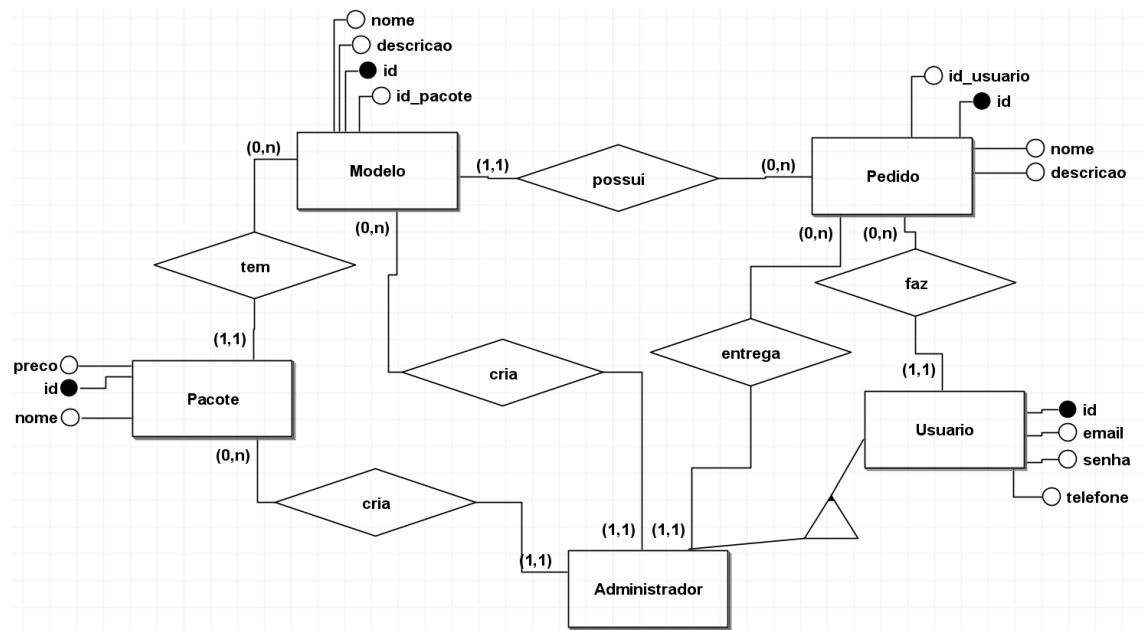 nome
descricao
id
id_pacote
id_usuario
id
(0,n)
Modelo
(1,1)
possui
(0,n)
Pedido
nome
descricao
(0,n)
(0,n)
(0,n)
tem
faz
(1,1)
entrega
preco
id
nome
Pacote
cria
(1,1)
Usuario
id
email
senha
telefone
(0,n)
cria
(1,1)
(1,1)
(1,1)
Administrador